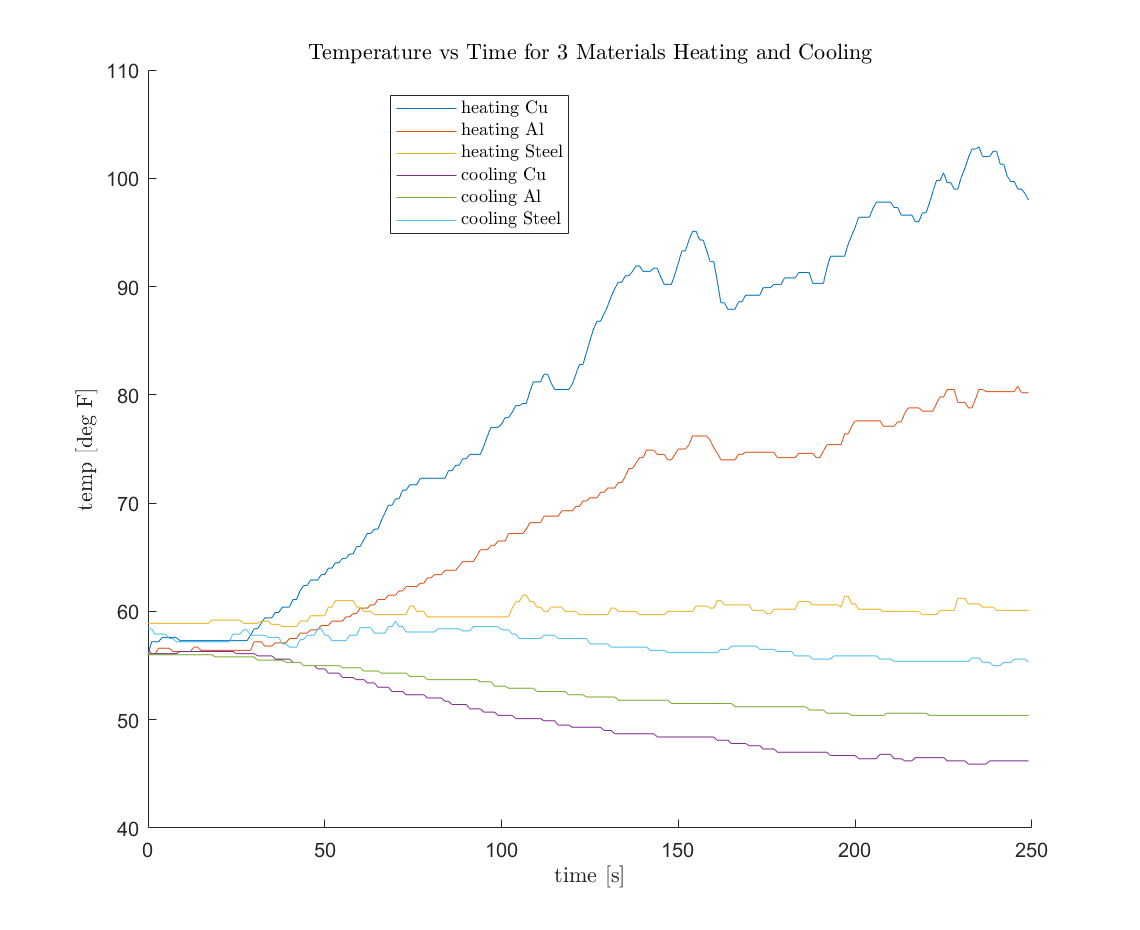 Temperature vs Time for 3 Materials Heating and Cooling
110
100
90
80
70
60
50
40
temp [deg F]
heating Cu
heating Al
heating Steel
cooling Cu
cooling Al
cooling Steel
0 50 100 150 200 250
time [s]